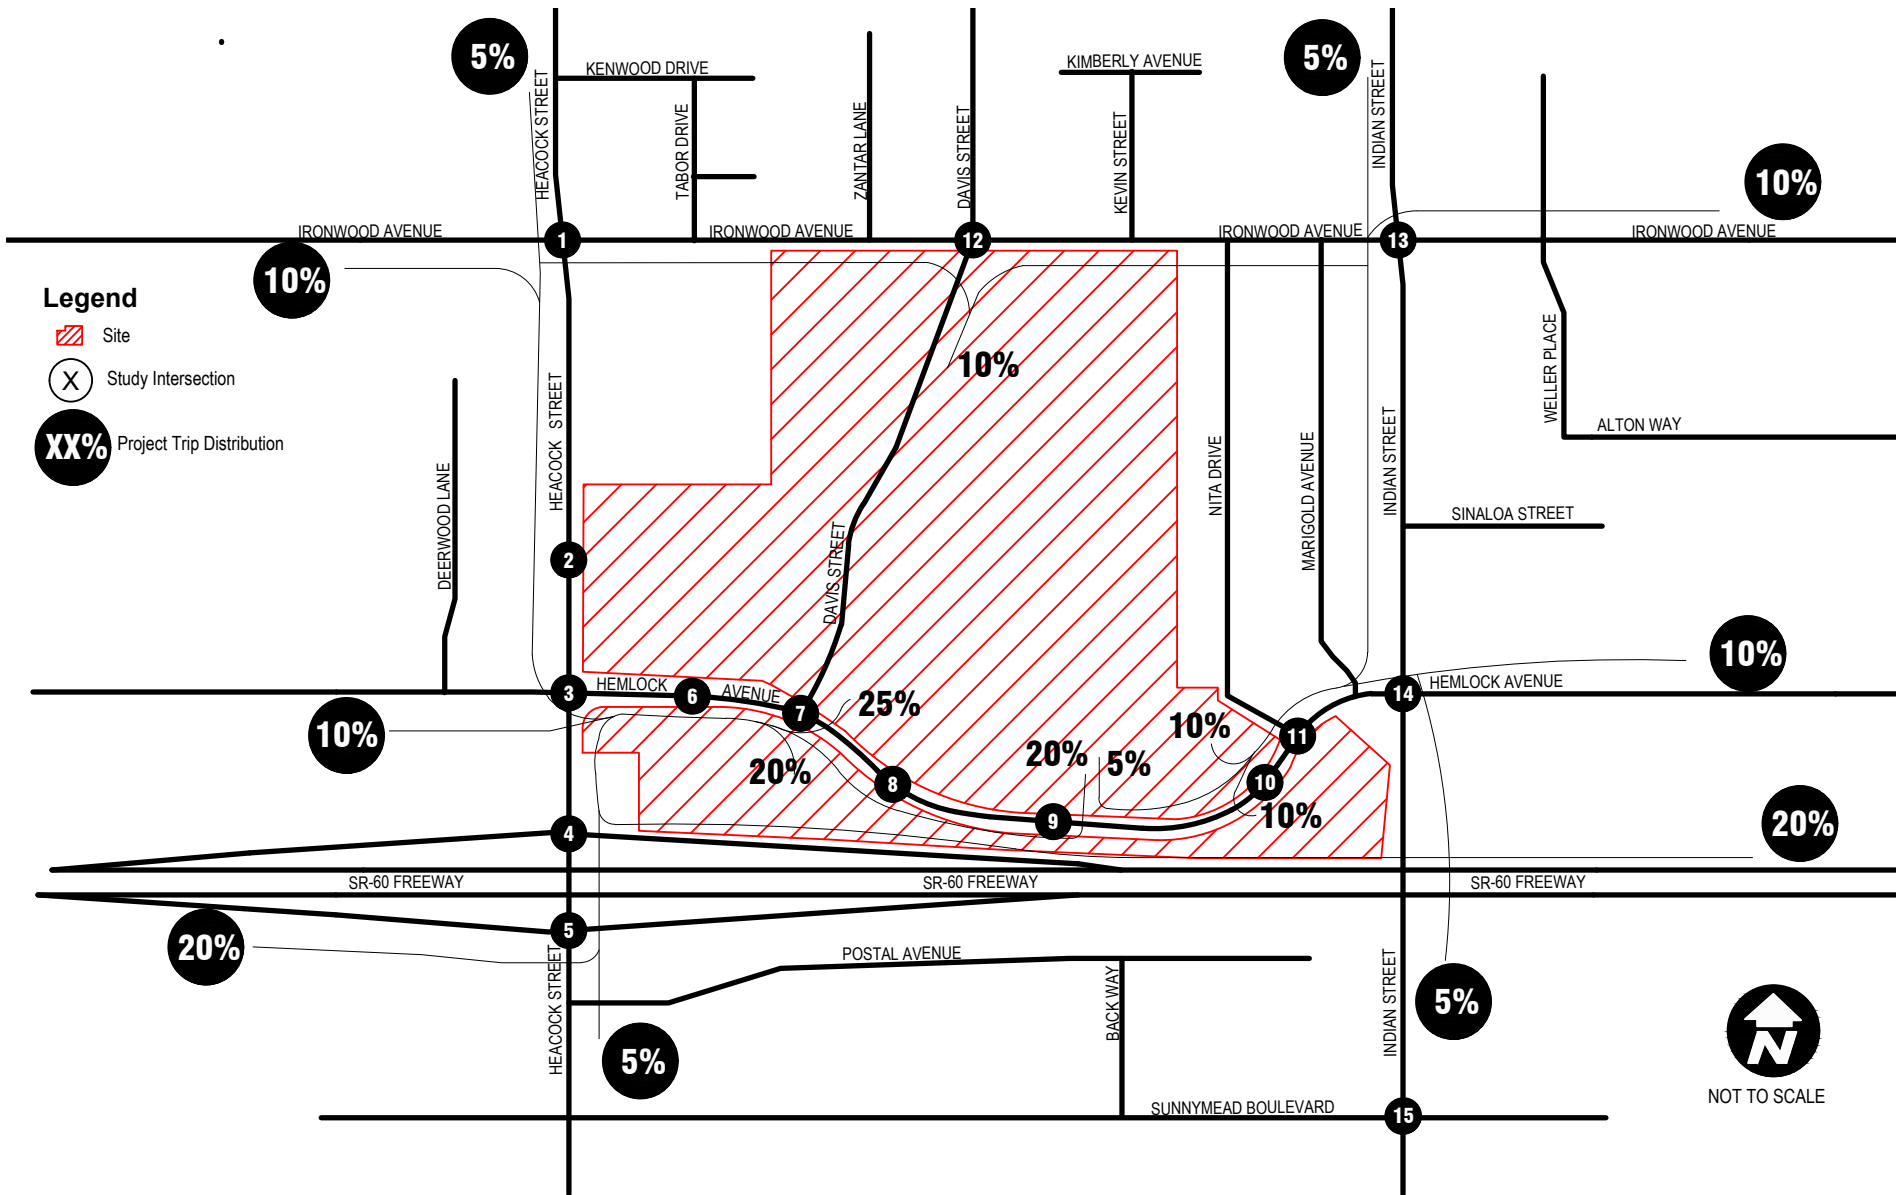 5%
5%
KENWOOD DRIVE
KIMBERLY AVENUE
HEACOCK STREET
TABOR DRIVE
ZANTAR LANE
DAVIS STREET
KEVIN STREET
INDIAN STREET
10%
IRONWOOD AVENUE
1
IRONWOOD AVENUE
12
IRONWOOD AVENUE
13
IRONWOOD AVENUE
10%
Legend
Site
X Study Intersection
XX% Project Trip Distribution
10%
HEACOCK STREET
DEERWOOD LANE
DAVIS STREET
NITA DRIVE
MARIGOLD AVENUE
INDIAN STREET
WELLER PLACE
ALTON WAY
SINALOA STREET
2
3
HEMLOCK
6
AVENUE
7
25%
10%
11
14
HEMLOCK AVENUE
10%
10%
20%
8
20%
5%
10
10%
9
4
20%
SR-60 FREEWAY
SR-60 FREEWAY
SR-60 FREEWAY
5
20%
POSTAL AVENUE
HEACOCK STREET
BACK WAY
INDIAN STREET
5%
5%
N
NOT TO SCALE
SUNNYMEAD BOULEVARD
15